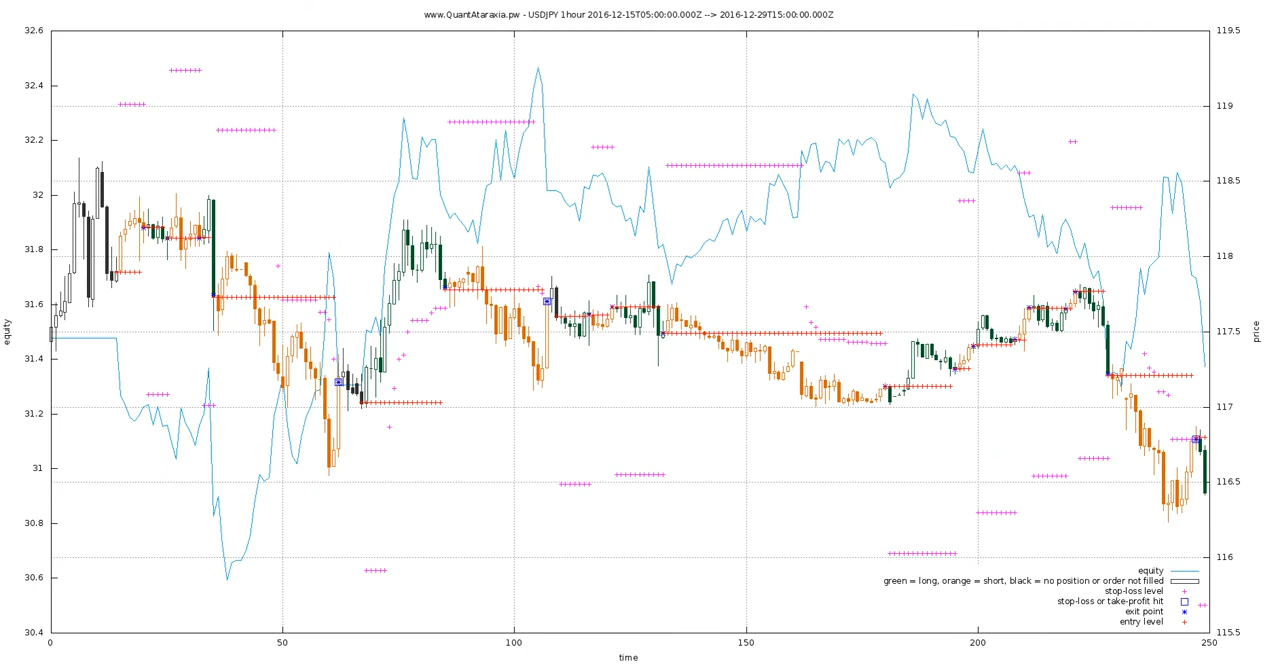 www.QuantAtaraxia.pw - USDJPY 1hour 2016-12-15T05:00:00.000Z --> 2016-12-29T15:00:00.000Z
32.6
32.4
32.2
32
31.8
31.6
31.4
31.2
31
30.8
30.6
30.4
equity
119.5
119
118.5
118
117.5
117
116.5
116
115.5
price
equity
green = long, orange = short, black = no position or order not filled
stop-loss level
stop-loss or take-profit hit
exit point
entry level
0
50
100
150
200
250
time